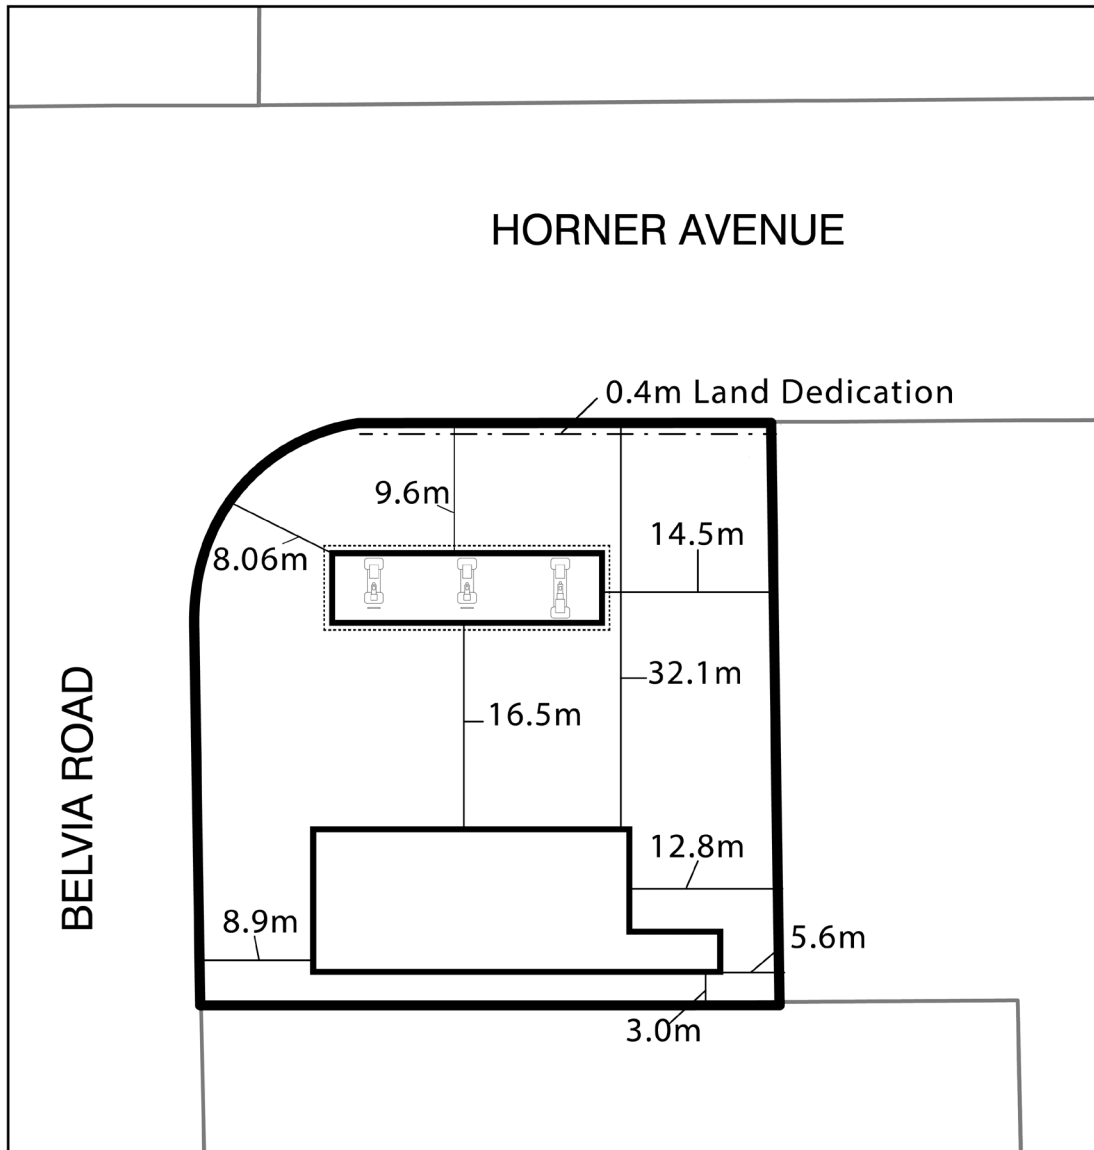 HORNER AVENUE
0.4m Land Dedication
9.6m
14.5m
8.06m
32.1m
16.5m
BELVIA ROAD
12.8m
8.9m
5.6m
3.0m